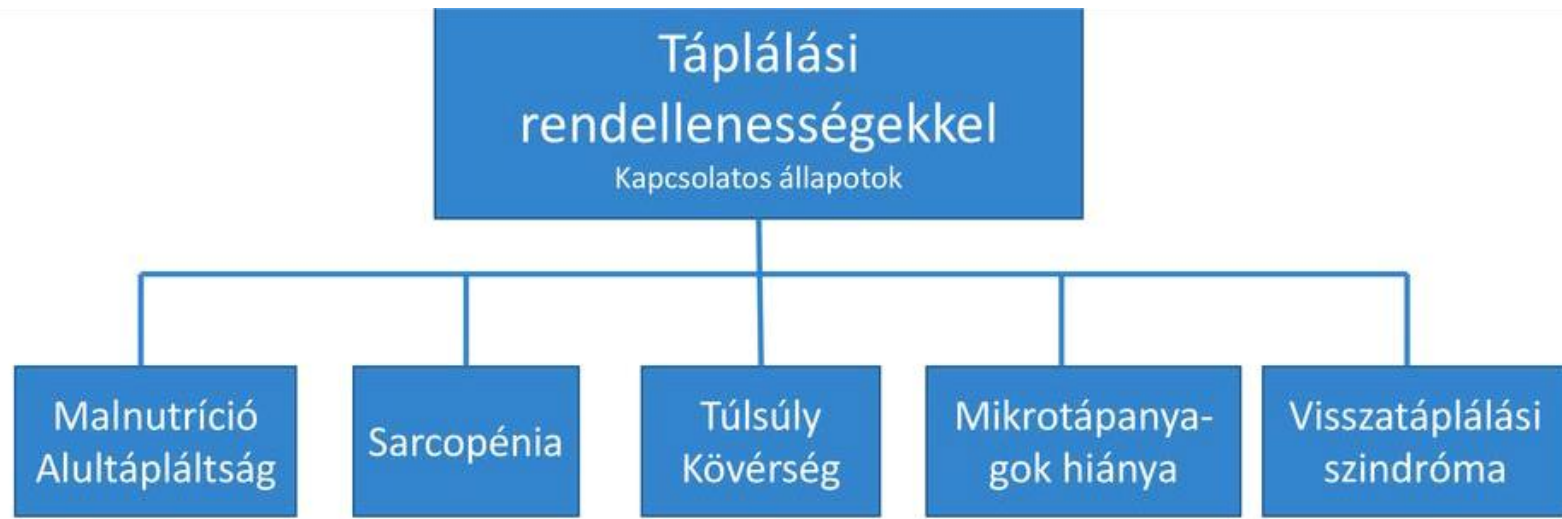 Táplálási
rendellenességekkel
Kapcsolatos állapotok
Malnutríció
Alultápláltság
Sarcopénia
Túlsúly
Kövérség
Mikrotápanya-
gok hiánya
Visszatáplálási
szindróma